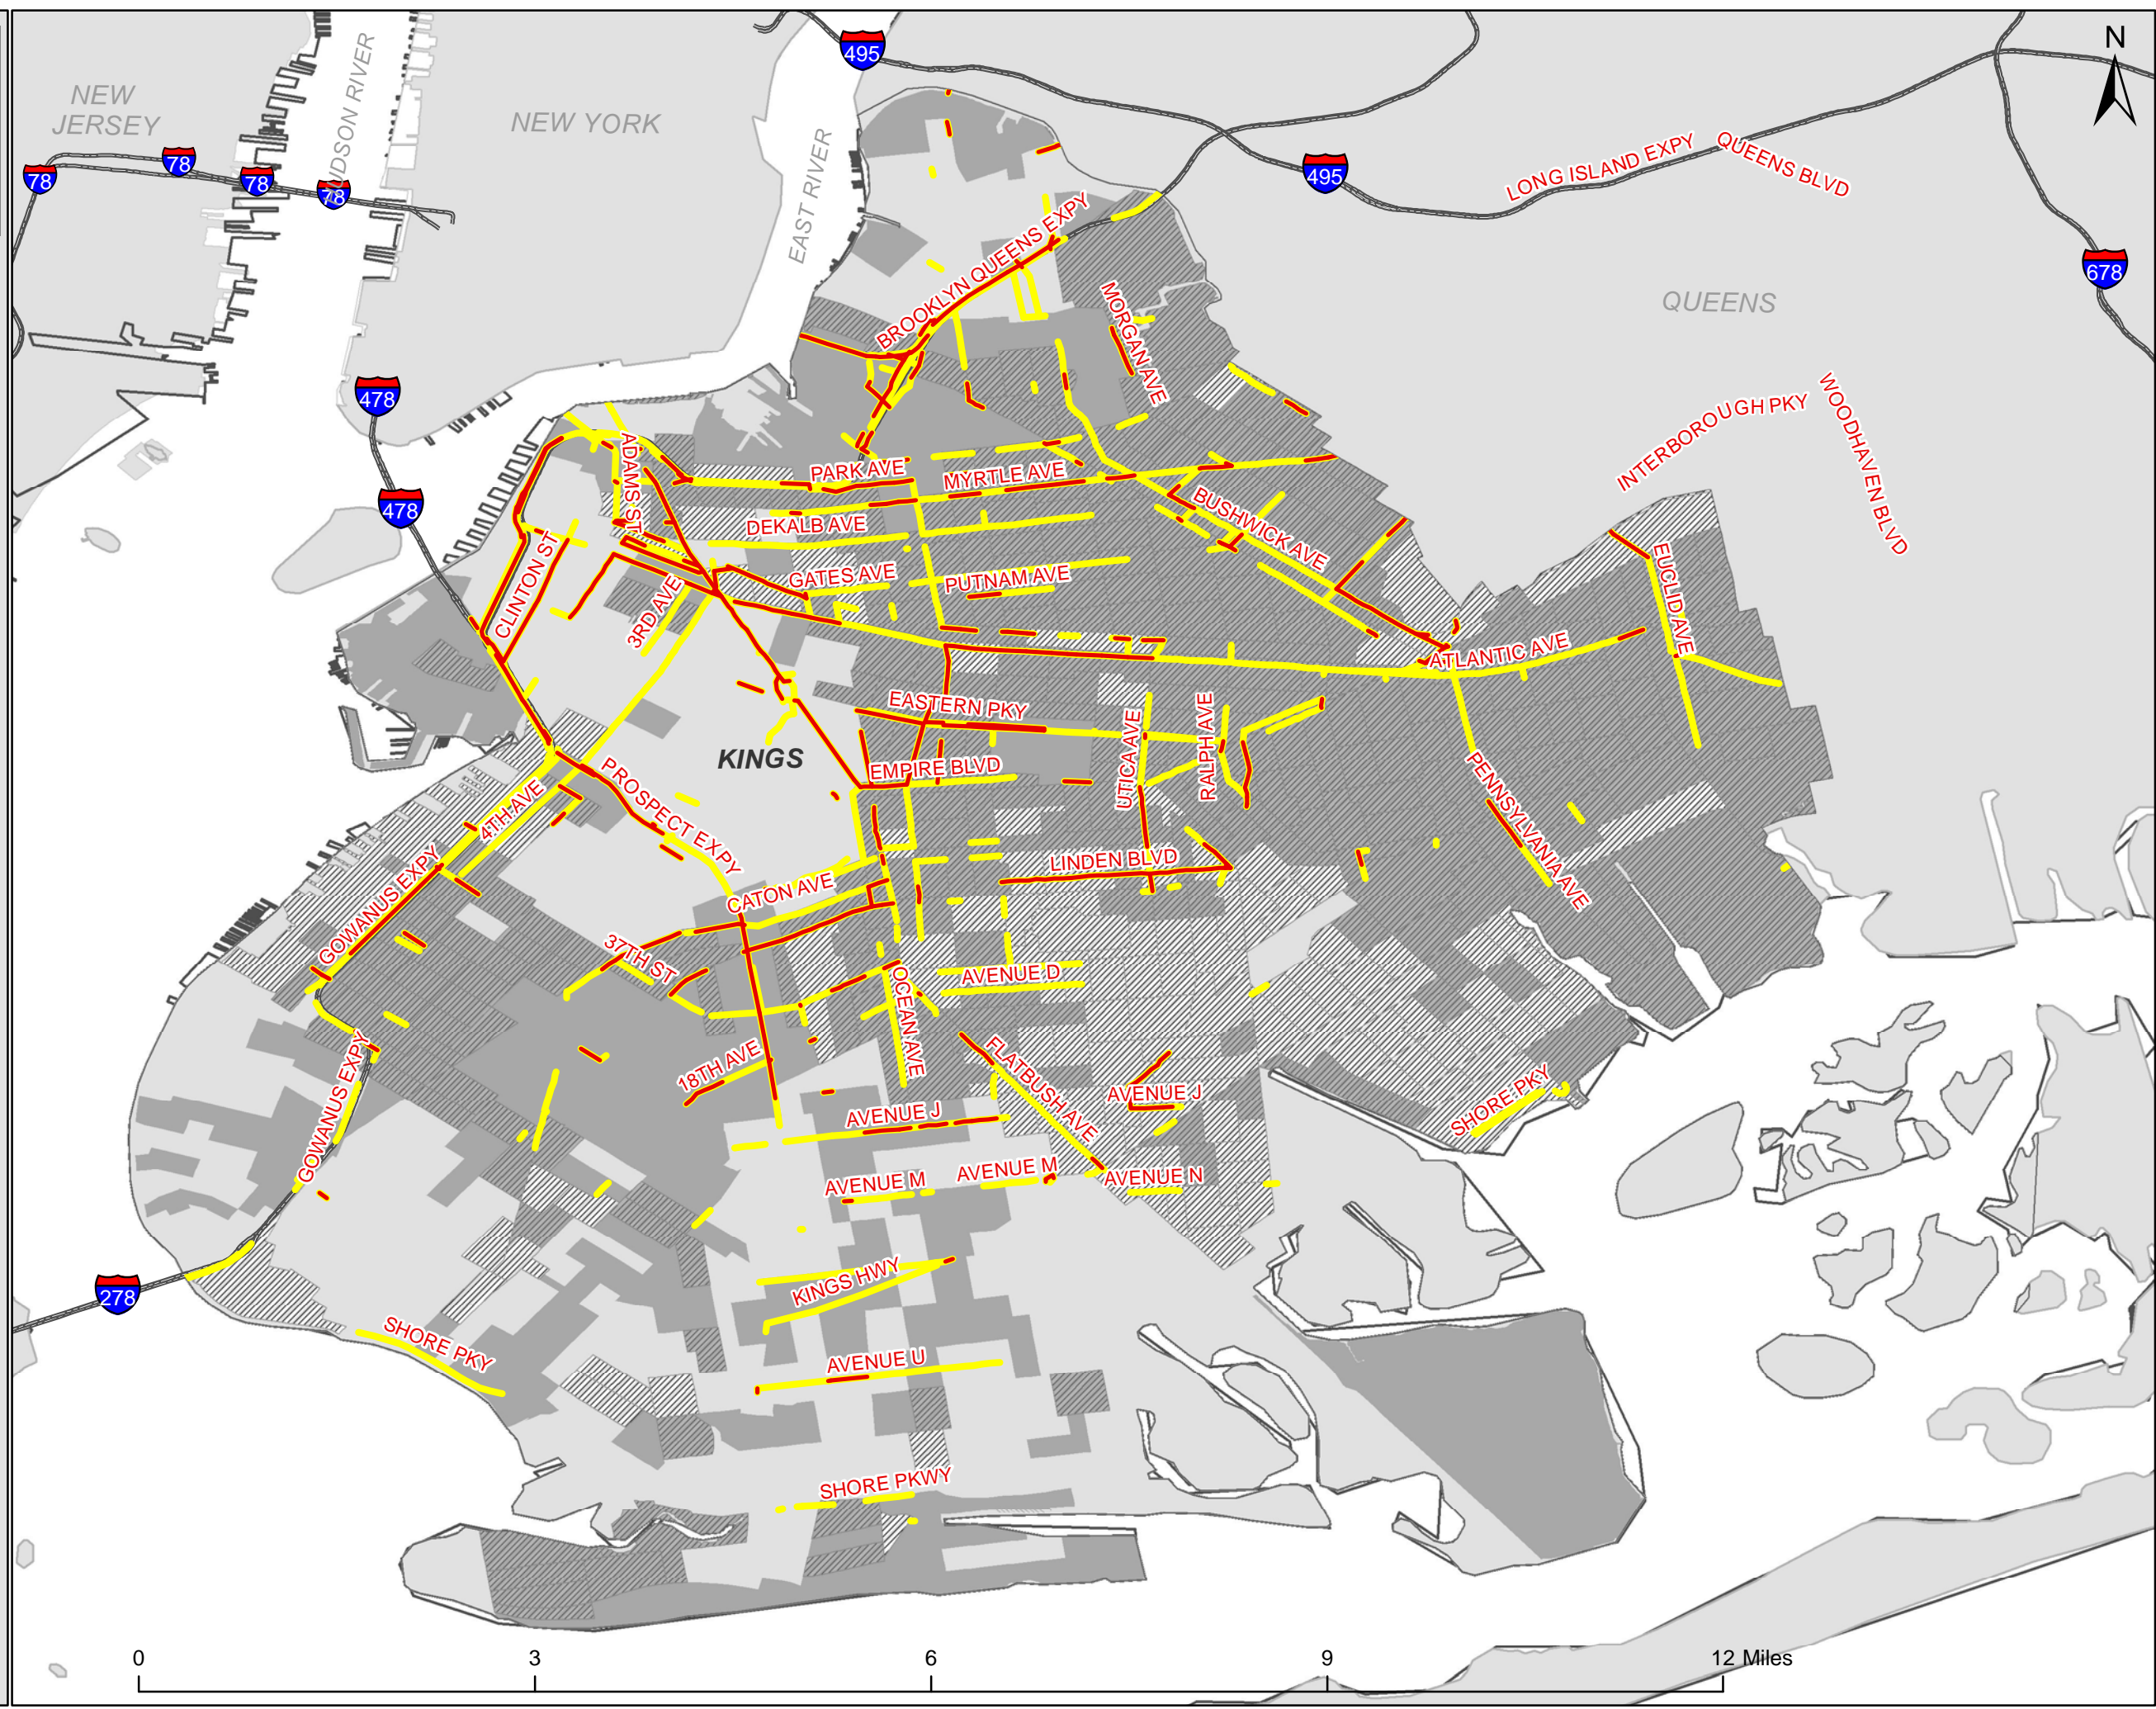 N
495
NEW
JERSEY
HUDSON RIVER
NEW YORK
EAST RIVER
78
78
78
78
495
LONG ISLAND EXPY
QUEENS BLVD
678
QUEENS
BROOKLYN QUEENS EXPY
MORGAN AVE
478
478
INTERBOROUGH PKY
WOODHAVEN BLVD
ADAMS ST
PARK AVE
MYRTLE AVE
DEKALB AVE
BUSHWICK AVE
CLINTON ST
GATES AVE
PUTNAM AVE
3RD AVE
EUCLID AVE
ATLANTIC AVE
EASTERN PKY
UTICA AVE
RALPH AVE
KINGS
EMPIRE BLVD
PROSPECT EXPY
4TH AVE
PENNSYLVANIA AVE
GOWANUS EXPY
LINDEN BLVD
CATON AVE
37TH ST
AVENUE D
OCEAN AVE
18TH AVE
FLATBUSH AVE
AVENUE J
AVENUE J
SHORE PKY
GOWANUS EXPY
AVENUE M
AVENUE M
AVENUE N
278
KINGS HWY
SHORE PKY
AVENUE U
SHORE PKWY
0
3
6
9
12 Miles